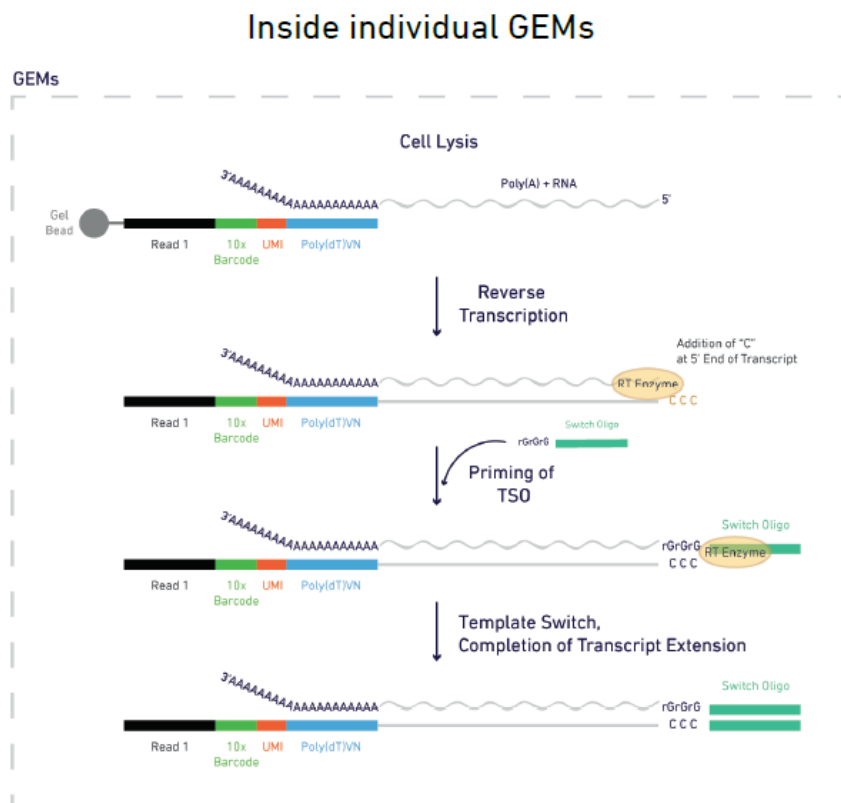 Inside individual GEMs
GEMs
Cell Lysis
3'AAAAAAAAAAAAAAAAAAAA
Poly(A) + RNA
5'
Gel
Bead
Read 1
10x
Barcode
UMI
Poly(dT)VN
Reverse
Transcription
Addition of "C"
at 5' End of Transcript
3'AAAAAAAAAAAAAAAAAAAA
RT Enzyme
C C C
Read 1
10x
Barcode
UMI
Poly(dT)VN
Switch Oligo
rGrGrG
Priming of
TSO
3'AAAAAAAAAAAAAAAAAAAA
Switch Oligo
rGrGrG
RT Enzyme
C C C
Read 1
10x
Barcode
UMI
Poly(dT)VN
Template Switch,
Completion of Transcript Extension
3'AAAAAAAAAAAAAAAAAAAA
Switch Oligo
rGrGrG
C C C
Read 1
10x
Barcode
UMI
Poly(dT)VN